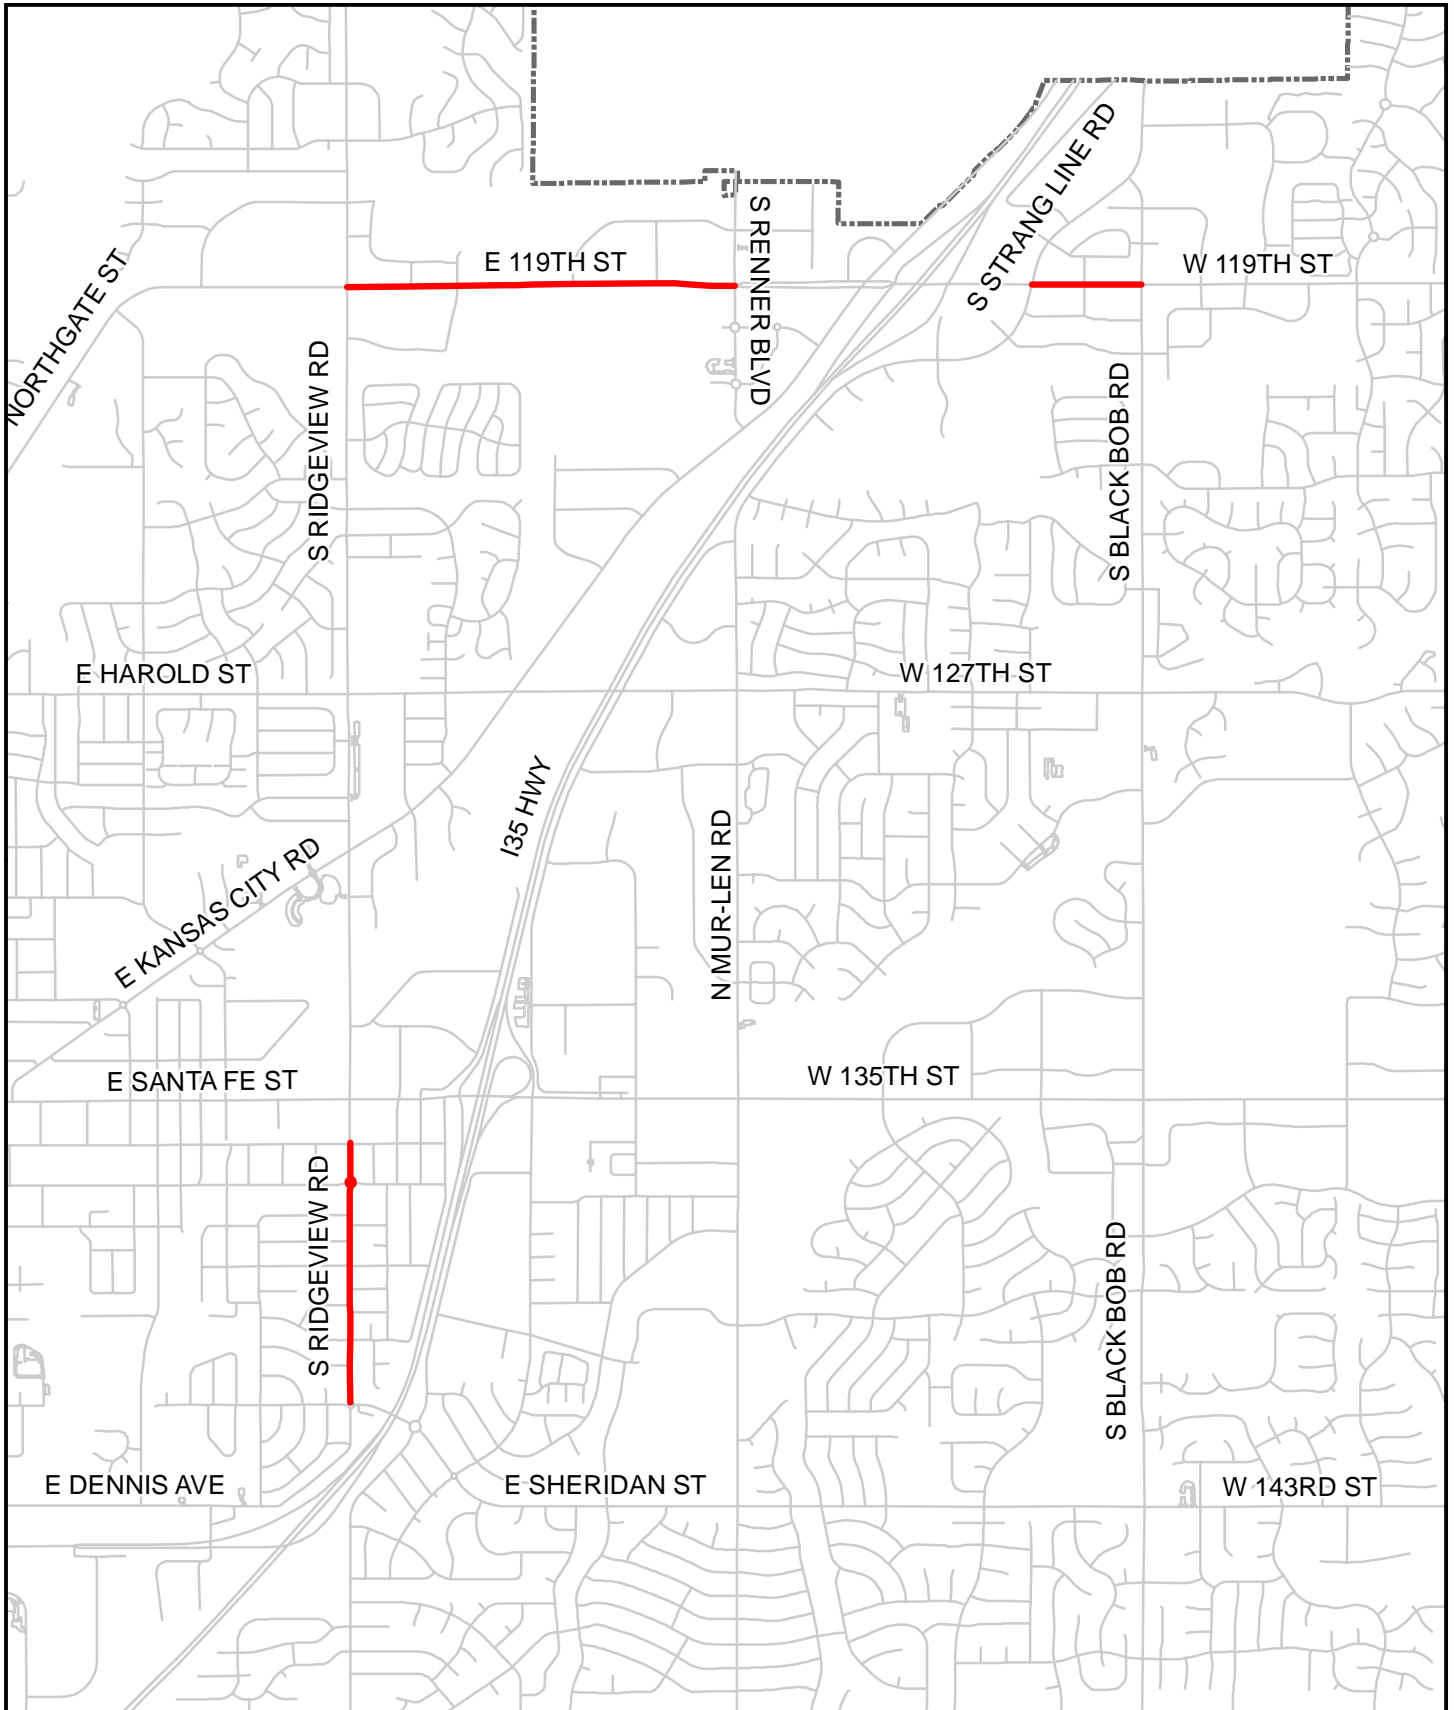 S STRANG LINE RD
S RENNER BLVD
E 119TH ST
W 119TH ST
NORTHGATE ST
S RIDGEVIEW RD
S BLACK BOB RD
E HAROLD ST
W 127TH ST
I35 HWY
N MUR-LEN RD
E KANSAS CITY RD
E SANTA FE ST
W 135TH ST
S RIDGEVIEW RD
S BLACK BOB RD
E DENNIS AVE
E SHERIDAN ST
W 143RD ST